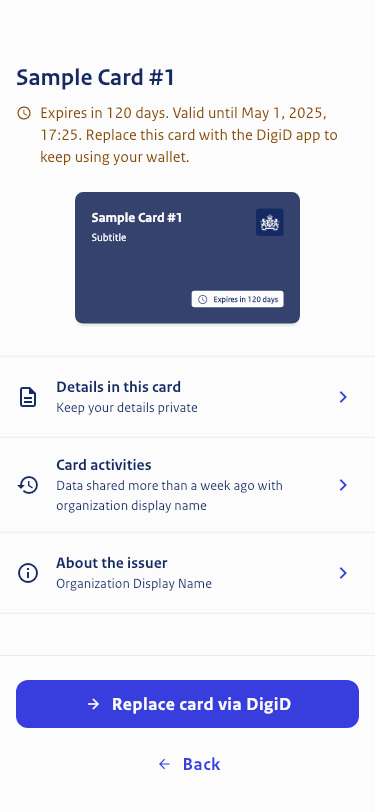 Sample Card #1
Expires in 120 days. Valid until May 1, 2025,
17:25. Replace this card with the DigiD app to
keep using your wallet.
Sample Card #1
Subtitle
Expires in 120 days
Details in this card
Keep your details private
Card activities
Data shared more than a week ago with
organization display name
About the issuer
Organization Display Name
Replace card via DigiD
Back